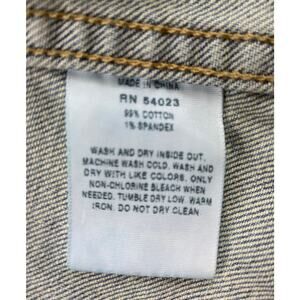 MADE IN CHINA
RN 54023
99% COTTON
1% SPANDEX
WASH AND DRY INSIDE OUT.
MACHINE WASH COLD. WASH AND
DRY WITH LIKE COLORS. ONLY
NON-CHLORINE BLEACH WHEN
NEEDED. TUMBLE DRY LOW. WARM
IRON. DO NOT DRY CLEAN